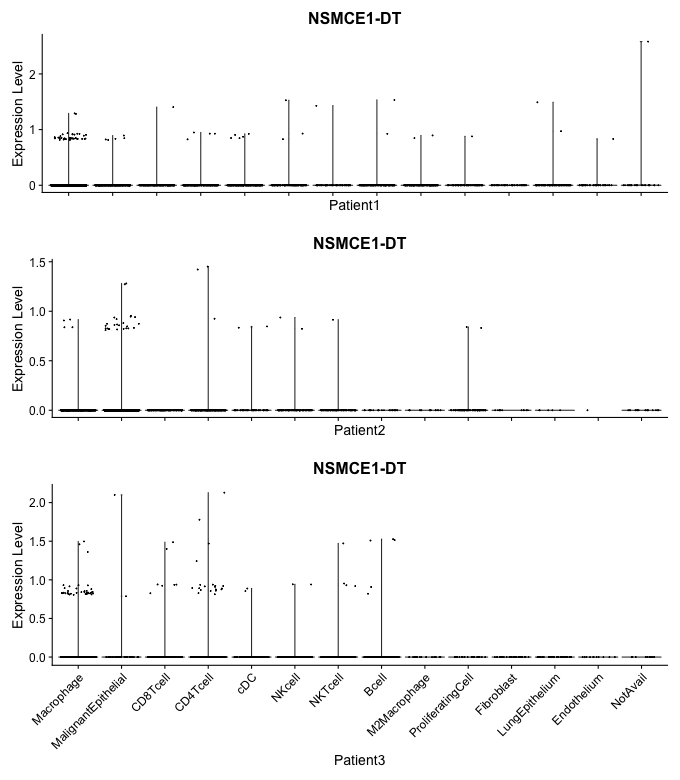 NSMCE1-DT
Expression Level
2
1
0
Patient1
NSMCE1-DT
Expression Level
1.5
1.0
0.5
0.0
Patient2
NSMCE1-DT
Expression Level
2.0
1.5
1.0
0.5
0.0
Macrophage
MalignantEpithelial
CD8Tcell
CD4Tcell
cDC
NKcell
NKTcell
Bcell
M2Macrophage
ProliferatingCell
Fibroblast
LungEpithelium
Endothelium
NotAvail
Patient3